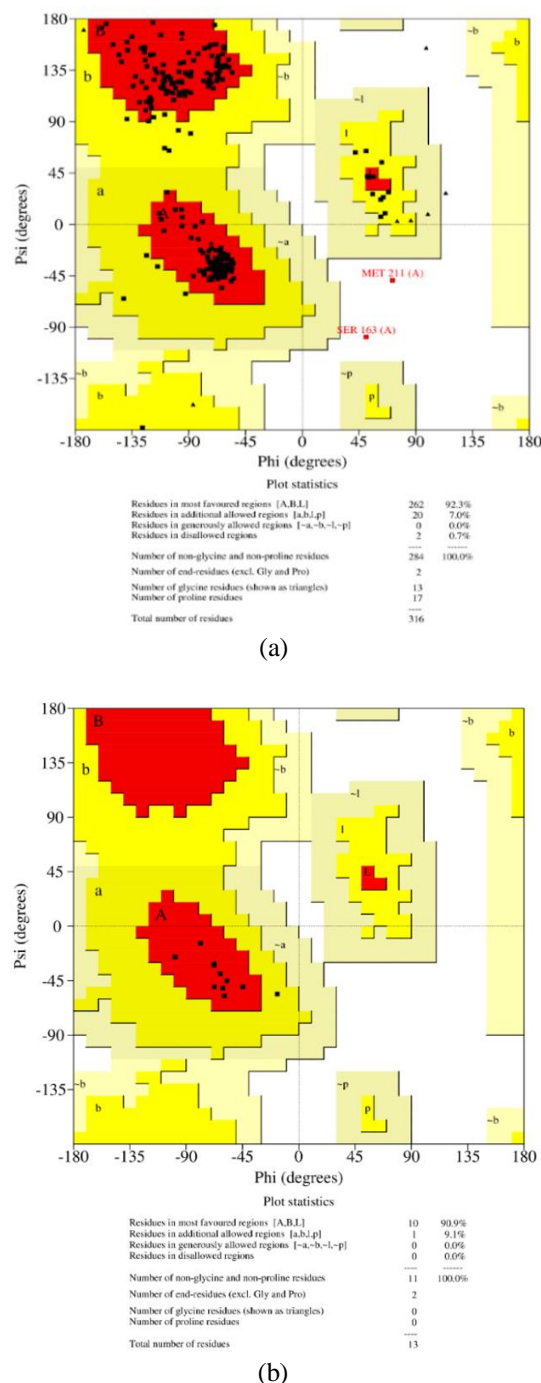 B
180
b
~b
~b
b
135
90
~l
l
45
a
A
0
~a
-45
MET 211 (A)
SER 163 (A)
-90
~b
~p
-135
b
p
~b
-180 -135 -90 -45 0 45 90 135 180
Psi (degrees)
Phi (degrees)
Plot statistics
Residues in most favoured regions [A,B,L] 262 92.3%
Residues in additional allowed regions [a,b,l,p] 20 7.0%
Residues in generously allowed regions [~a,~b,~l,~p] 0 0.0%
Residues in disallowed regions 2 0.7%
---- ------
Number of non-glycine and non-proline residues 284 100.0%
Number of end-residues (excl. Gly and Pro) 2
Number of glycine residues (shown as triangles) 13
Number of proline residues 17
----
Total number of residues 316
(a)
180
B
~b
b
135
b
~b
90
~l
l
45
L
a
A
0
~a
-45
-90
~b
~p
-135
b
p
~b
-180 -135 -90 -45 0 45 90 135 180
Psi (degrees)
Phi (degrees)
Plot statistics
Residues in most favoured regions [A,B,L] 10 90.9%
Residues in additional allowed regions [a,b,l,p] 1 9.1%
Residues in generously allowed regions [~a,~b,~l,~p] 0 0.0%
Residues in disallowed regions 0 0.0%
---- ------
Number of non-glycine and non-proline residues 11 100.0%
Number of end-residues (excl. Gly and Pro) 2
Number of glycine residues (shown as triangles) 0
Number of proline residues 0
----
Total number of residues 13
(b)